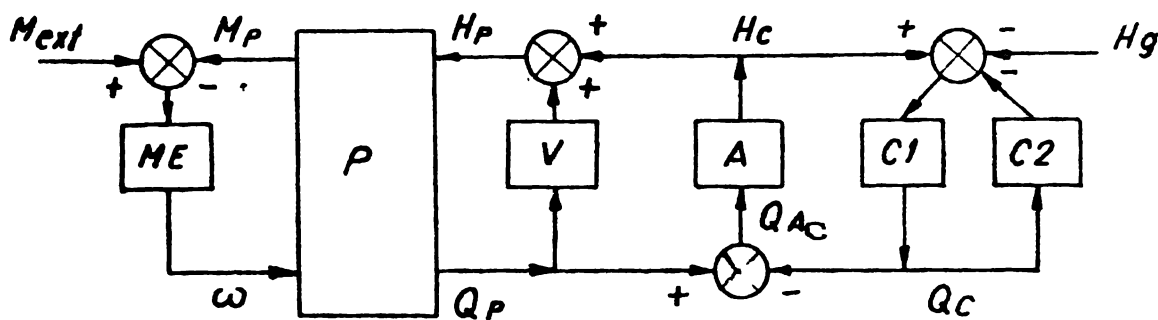 Mext + - Mp Hp + + Hc + - - Hg
ME P V A C1 C2
ω Qp QAC + - Qc